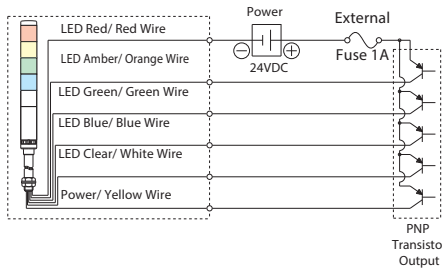 Power
External
LED Red/ Red Wire
Fuse 1A
LED Amber/ Orange Wire
24VDC
LED Green/ Green Wire
LED Blue/ Blue Wire
LED Clear/ White Wire
Power/ Yellow Wire
PNP
Transisto
Output